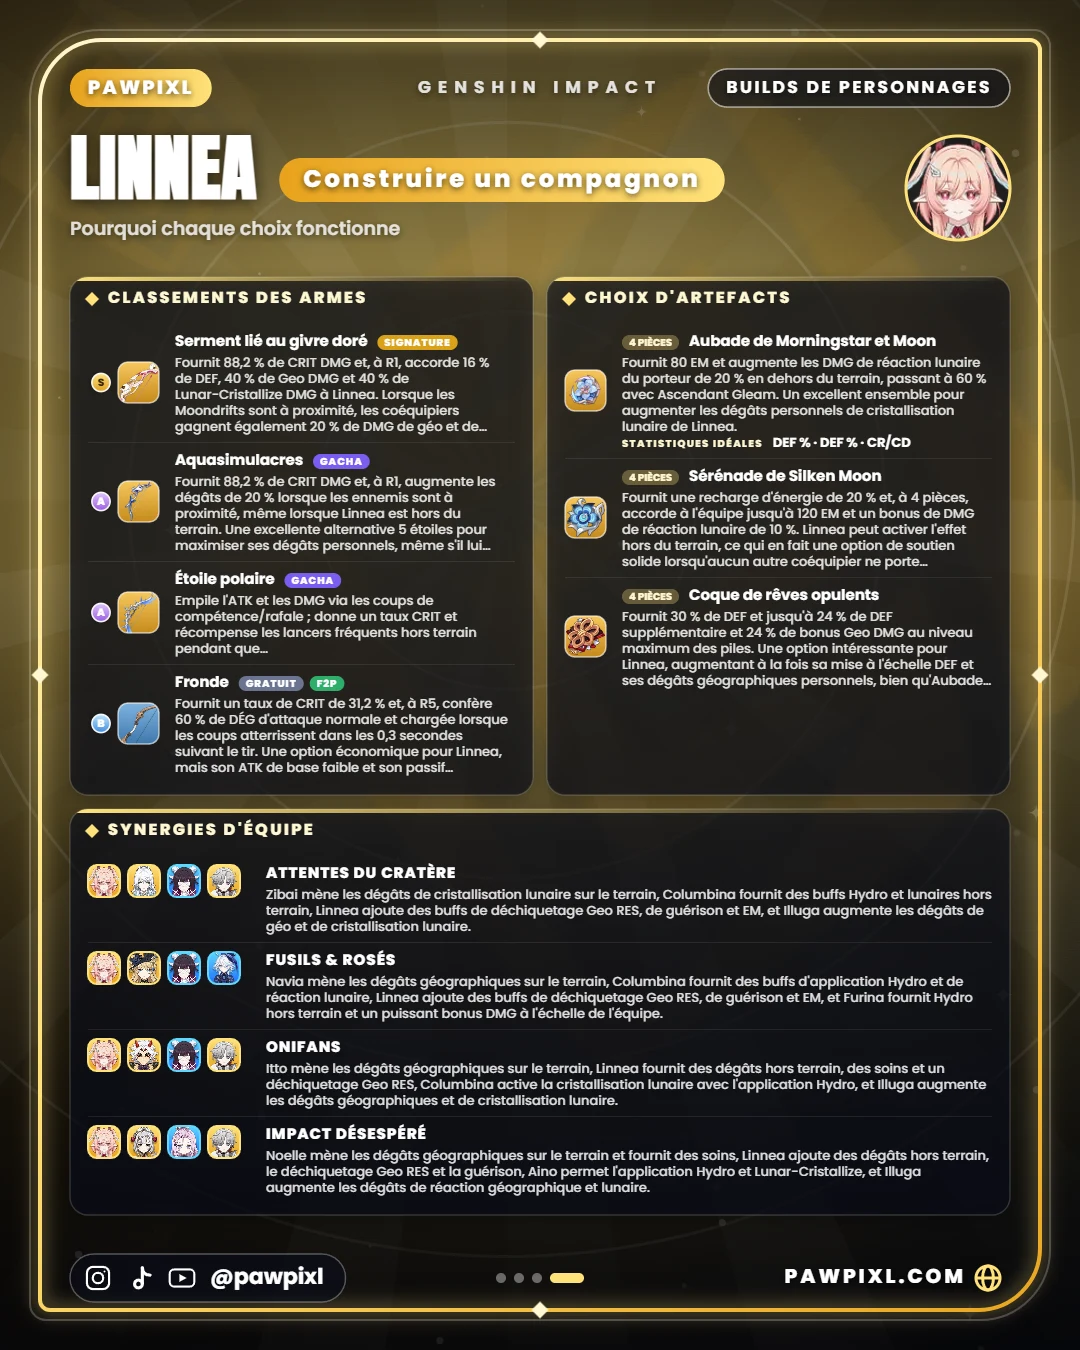 PAWPIXL
GENSHIN IMPACT
BUILDS DE PERSONNAGES
LINNEA
Construire un compagnon
Pourquoi chaque choix fonctionne
CLASSEMENTS DES ARMES
S
Serment lié au givre doré SIGNATURE
Fournit 88,2 % de CRIT DMG et, à R1, accorde 16 %
de DEF, 40 % de Geo DMG et 40 % de
Lunar-Cristallize DMG à Linnea. Lorsque les
Moondrifts sont à proximité, les coéquipiers
gagnent également 20 % de DMG de géo et de...
A
Aquasimulacres GACHA
Fournit 88,2 % de CRIT DMG et, à R1, augmente les
dégâts de 20 % lorsque les ennemis sont à
proximité, même lorsque Linnea est hors du
terrain. Une excellente alternative 5 étoiles pour
maximiser ses dégâts personnels, même s'il lui...
A
Étoile polaire GACHA
Empile l'ATK et les DMG via les coups de
compétence/rafale ; donne un taux CRIT et
récompense les lancers fréquents hors terrain
pendant que...
B
Fronde GRATUIT F2P
Fournit un taux de CRIT de 31,2 % et, à R5, confère
60 % de DÉG d'attaque normale et chargée lorsque
les coups atterrissent dans les 0,3 secondes
suivant le tir. Une option économique pour Linnea,
mais son ATK de base faible et son passif...
CHOIX D'ARTEFACTS
4 PIÈCES Aubade de Morningstar et Moon
Fournit 80 EM et augmente les DMG de réaction lunaire
du porteur de 20 % en dehors du terrain, passant à 60 %
avec Ascendant Gleam. Un excellent ensemble pour
augmenter les dégâts personnels de cristallisation
lunaire de Linnea.
STATISTIQUES IDÉALES DEF % · DEF % · CR/CD
4 PIÈCES Sérénade de Silken Moon
Fournit une recharge d'énergie de 20 % et, à 4 pièces,
accorde à l'équipe jusqu'à 120 EM et un bonus de DMG
de réaction lunaire de 10 %. Linnea peut activer l'effet
hors du terrain, ce qui en fait une option de soutien
solide lorsqu'aucun autre coéquipier ne porte...
4 PIÈCES Coque de rêves opulents
Fournit 30 % de DEF et jusqu'à 24 % de DEF
supplémentaire et 24 % de bonus Geo DMG au niveau
maximum des piles. Une option intéressante pour
Linnea, augmentant à la fois sa mise à l'échelle DEF et
ses dégâts géographiques personnels, bien qu'Aubade...
SYNERGIES D'ÉQUIPE
ATTENTES DU CRATÈRE
Zibai mène les dégâts de cristallisation lunaire sur le terrain, Columbina fournit des buffs Hydro et lunaires hors
terrain, Linnea ajoute des buffs de déchiquetage Geo RES, de guérison et EM, et Illuga augmente les dégâts de
géo et de cristallisation lunaire.
FUSILS & ROSÉS
Navia mène les dégâts géographiques sur le terrain, Columbina fournit des buffs d'application Hydro et de
réaction lunaire, Linnea ajoute des buffs de déchiquetage Geo RES, de guérison et EM, et Furina fournit Hydro
hors terrain et un puissant bonus DMG à l'échelle de l'équipe.
ONIFANS
Itto mène les dégâts géographiques sur le terrain, Linnea fournit des dégâts hors terrain, des soins et un
déchiquetage Geo RES, Columbina active la cristallisation lunaire avec l'application Hydro, et Illuga augmente
les dégâts géographiques et de cristallisation lunaire.
IMPACT DÉSESPÉRÉ
Noelle mène les dégâts géographiques sur le terrain et fournit des soins, Linnea ajoute des dégâts hors terrain,
le déchiquetage Geo RES et la guérison, Aino permet l'application Hydro et Lunar-Cristallize, et Illuga
augmente les dégâts de réaction géographique et lunaire.
@pawpixl
PAWPIXL.COM